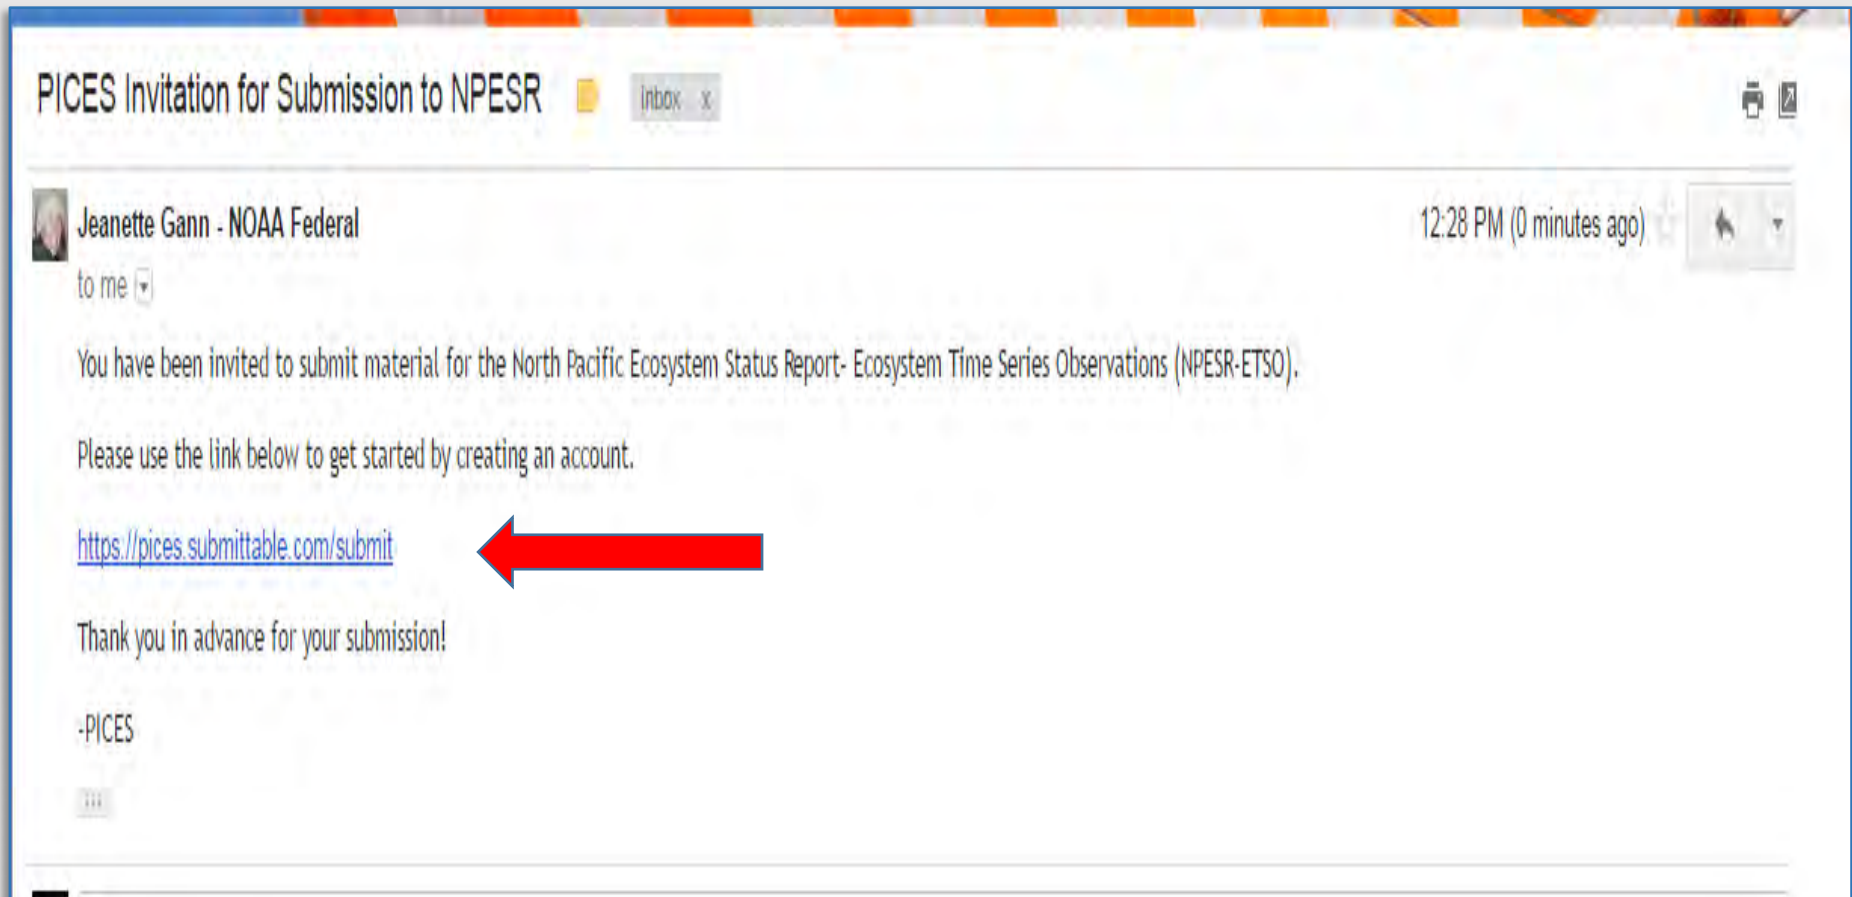 PICES Invitation for Submission to NPESR
Inbox x
Jeanette Gann - NOAA Federal
12:28 PM (0 minutes ago)
to me
You have been invited to submit material for the North Pacific Ecosystem Status Report- Ecosystem Time Series Observations (NPESR-ETSO).
Please use the link below to get started by creating an account.
https://pices.submittable.com/submit
Thank you in advance for your submission!
-PICES